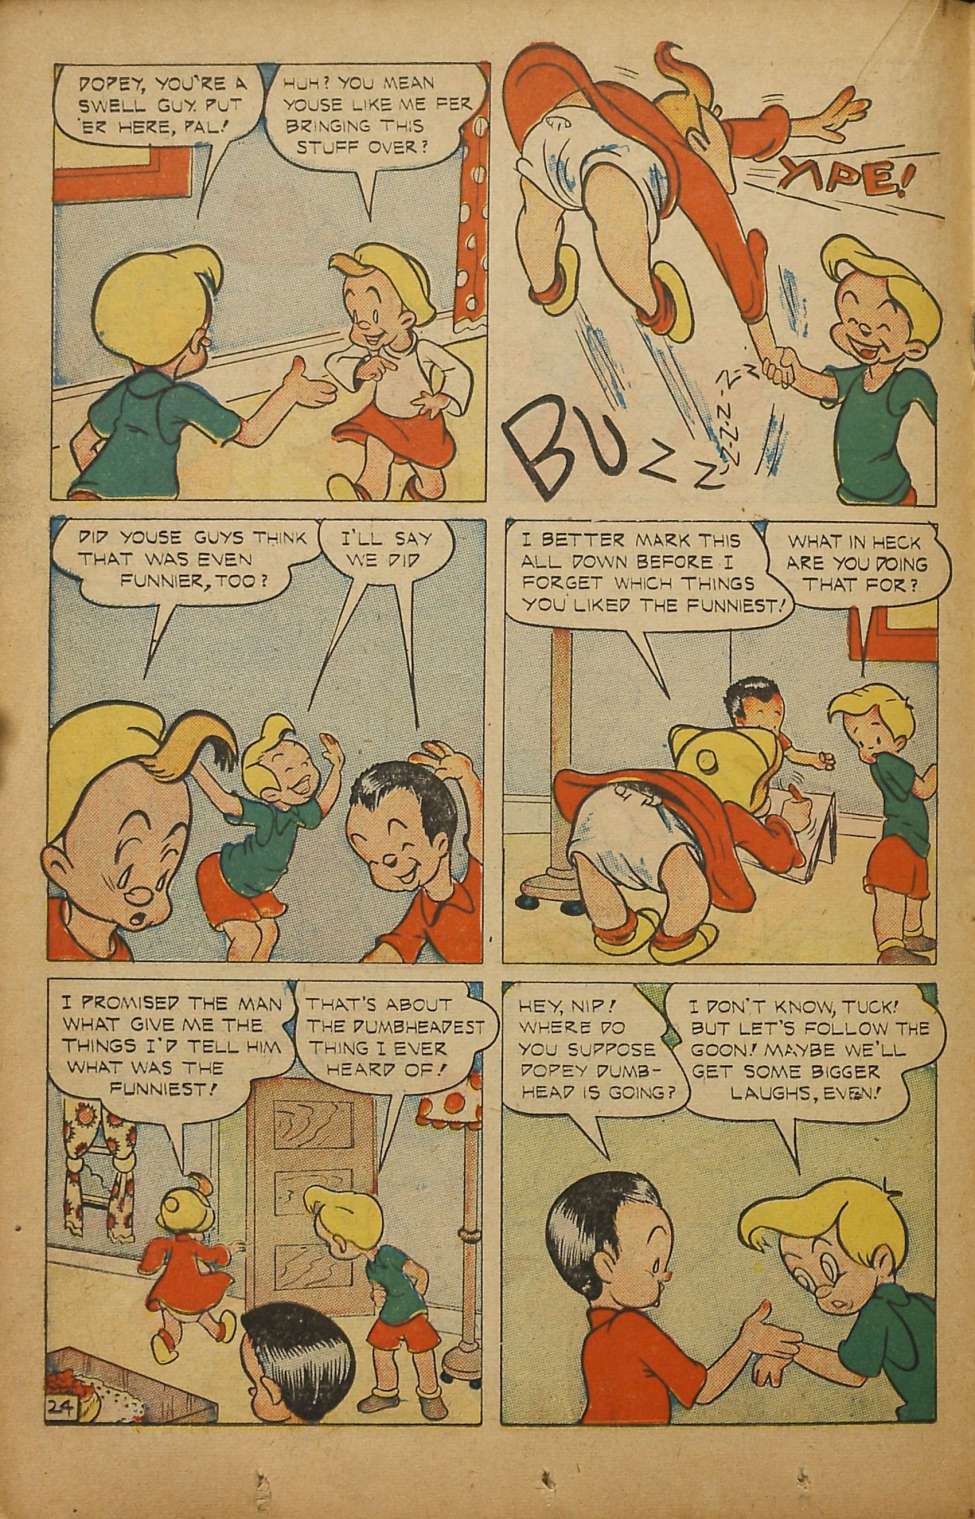 DOPEY, YOU'RE A
SWELL GUY. PUT
'ER HERE, PAL!
HUH? YOU MEAN
YOUSE LIKE ME FER
BRINGING THIS
STUFF OVER?
YIPE!
BUZZZ-Z-Z-Z-Z-ZZ
DID YOUSE GUYS THINK
THAT WAS EVEN
FUNNIER, TOO?
I'LL SAY
WE DID
I BETTER MARK THIS
ALL DOWN BEFORE I
FORGET WHICH THINGS
YOU LIKED THE FUNNIEST!
WHAT IN HECK
ARE YOU DOING
THAT FOR?
I PROMISED THE MAN
WHAT GIVE ME THE
THINGS I'D TELL HIM
WHAT WAS THE
FUNNIEST!
THAT'S ABOUT
THE DUMBHEADEST
THING I EVER
HEARD OF!
24
HEY, NIP!
WHERE DO
YOU SUPPOSE
DOPEY DUMB-
HEAD IS GOING?
I DON'T KNOW, TUCK!
BUT LET'S FOLLOW THE
GOON! MAYBE WE'LL
GET SOME BIGGER
LAUGHS, EVEN!